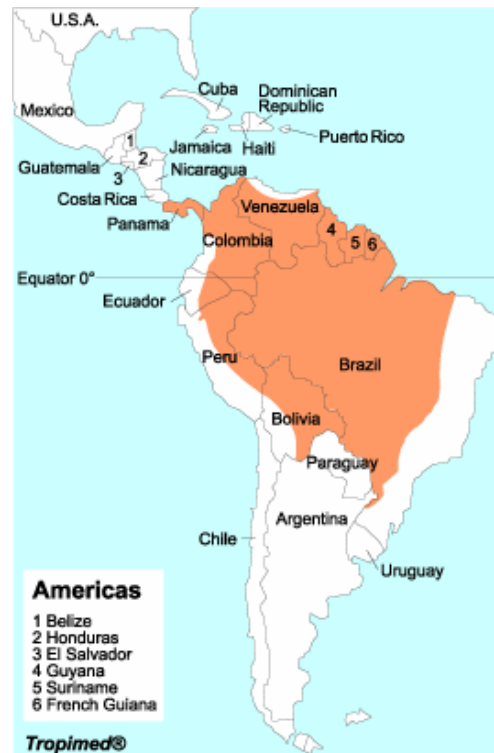 U.S.A.
Mexico
Cuba
Dominican
Republic
Jamaica
Haiti
Puerto Rico
1
Guatemala
2
3
Nicaragua
Costa Rica
Panama
Venezuela
4
5
6
Colombia
Equator 0°
Ecuador
Peru
Brazil
Bolivia
Paraguay
Argentina
Chile
Uruguay
Americas
1 Belize
2 Honduras
3 El Salvador
4 Guyana
5 Suriname
6 French Guiana
Tropimed®